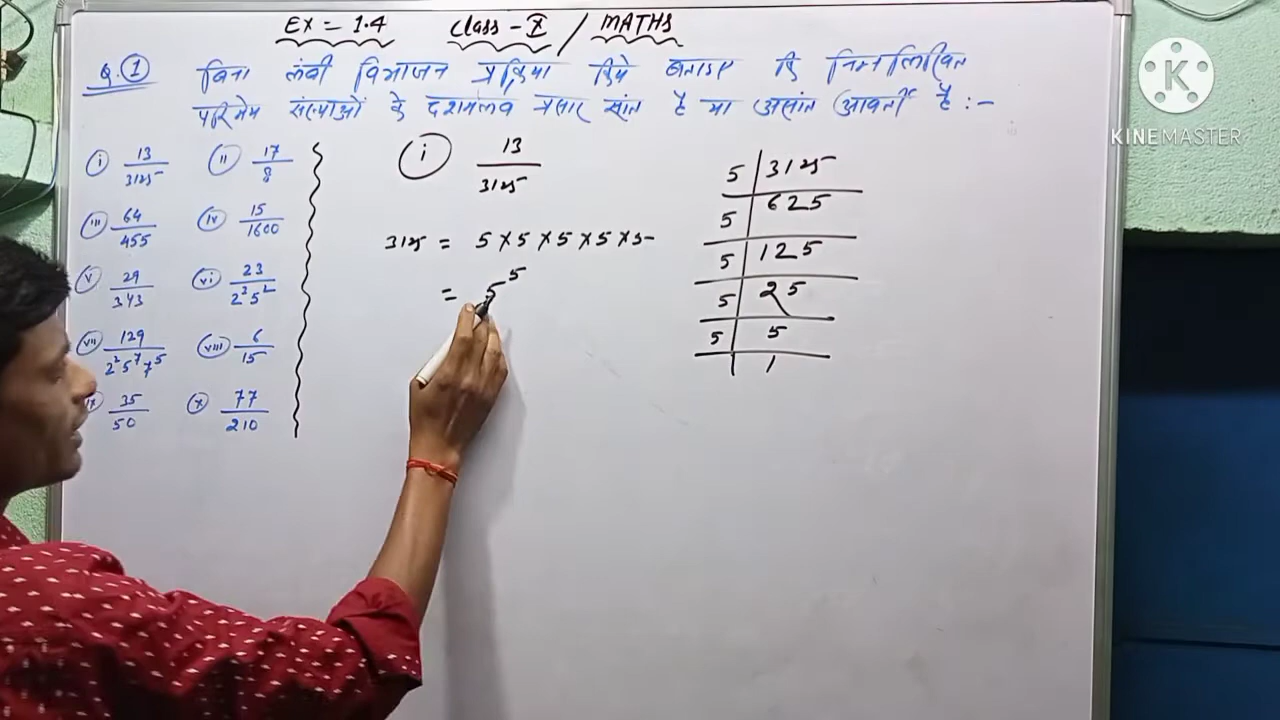 Ex = 1.4 Class - X / MATHS
Q.① बिना लंबी विभाजन प्रक्रिया किये बताइए कि निम्नलिखित
परिमेय संख्याओं के दशमलव प्रसार सांत है या असांत आवर्ती है :-
(i) 13/3125 (ii) 17/8
(iii) 64/455 (iv) 15/1600
(v) 29/343 (vi) 23/2³5²
(vii) 129/2²5⁷7⁵ (viii) 6/15
ix 35/50 (x) 77/210
(i) 13/3125
3125 = 5×5×5×5×5
= 5⁵
5 | 3125
5 | 625
5 | 125
5 | 25
5 | 5
| 1
KINEMASTER